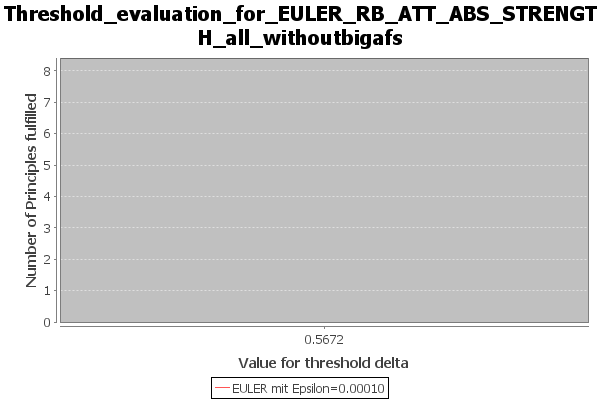 Threshold_evaluation_for_EULER_RB_ATT_ABS_STRENGT
H_all_withoutbigafs
Number of Principles fulfilled
8
7
6
5
4
3
2
1
0
0.5672
Value for threshold delta
EULER mit Epsilon=0.00010